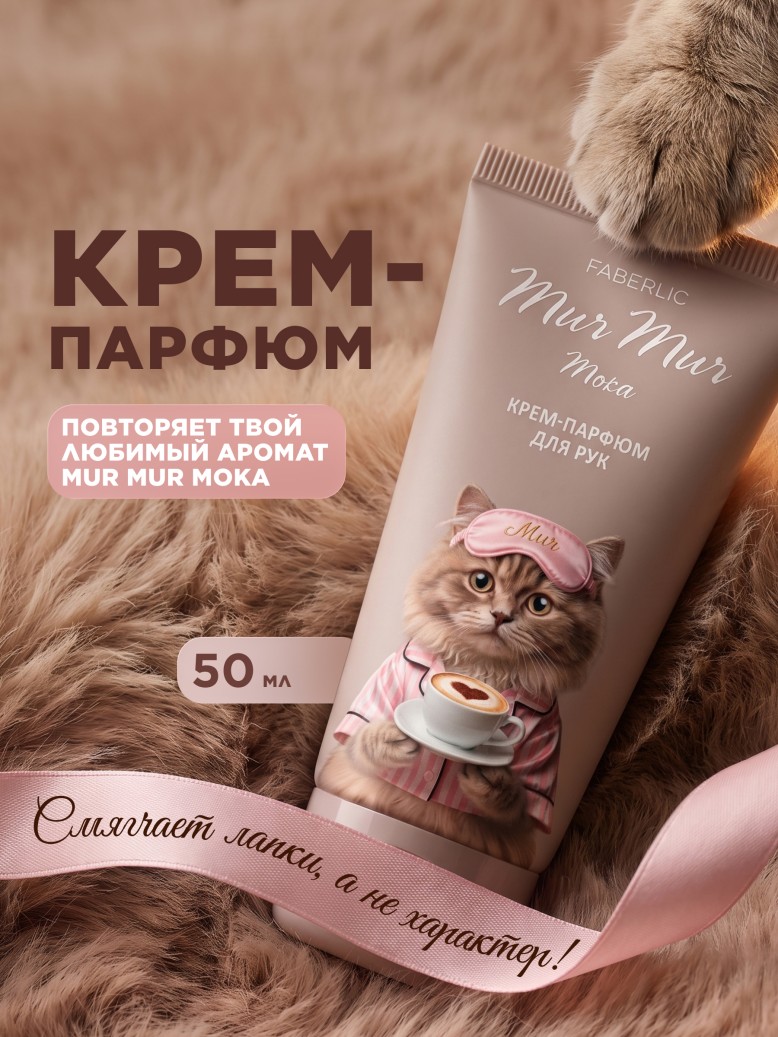 КРЕМ-
ПАРФЮМ
ПОВТОРЯЕТ ТВОЙ
ЛЮБИМЫЙ АРОМАТ
MUR MUR MOKA
FABERLIC
Mur Mur
Moka
КРЕМ-ПАРФЮМ
ДЛЯ РУК
Mur
50 мл
Смягчает лапки, а не характер!